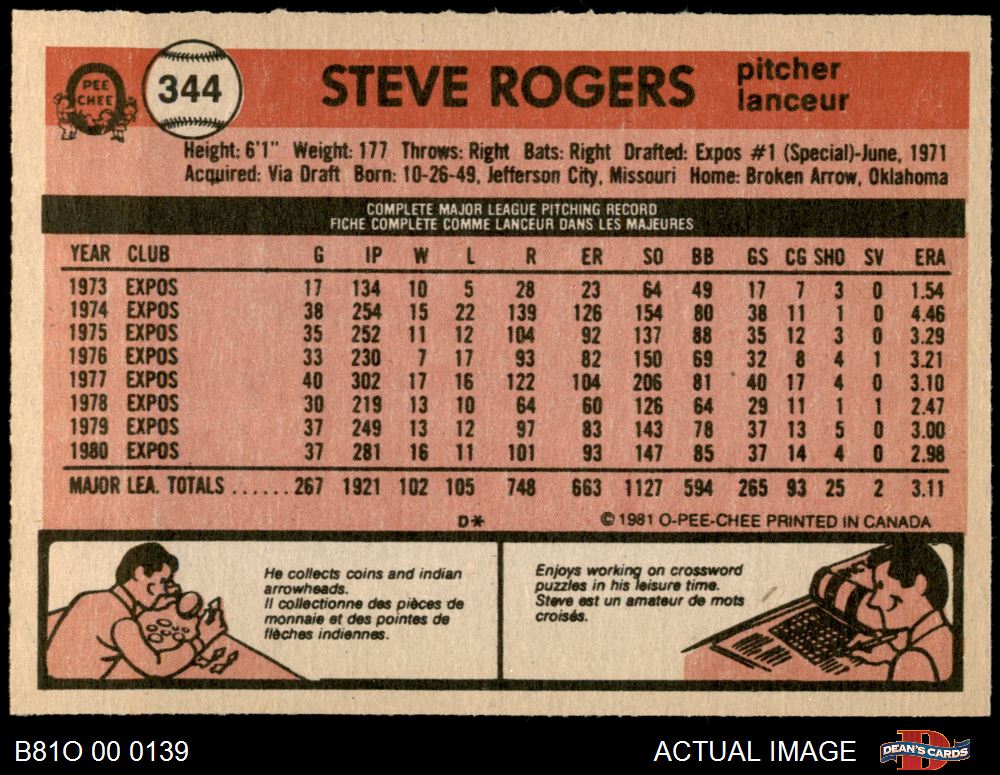 PEE
CHEE
344
STEVE ROGERS
pitcher
lanceur
Height: 6'1" Weight: 177 Throws: Right Bats: Right Drafted: Expos #1 (Special)-June, 1971
Acquired: Via Draft Born: 10-26-49, Jefferson City, Missouri Home: Broken Arrow, Oklahoma
COMPLETE MAJOR LEAGUE PITCHING RECORD
FICHE COMPLÈTE COMME LANCEUR DANS LES MAJEURES
YEAR CLUB G IP W L R ER SO BB GS CG SHO SV ERA
1973 EXPOS 17 134 10 5 28 23 64 49 17 7 3 0 1.54
1974 EXPOS 38 254 15 22 139 126 154 80 38 11 1 0 4.46
1975 EXPOS 35 252 11 12 104 92 137 88 35 12 3 0 3.29
1976 EXPOS 33 230 7 17 93 82 150 69 32 8 4 1 3.21
1977 EXPOS 40 302 17 16 122 104 206 81 40 17 4 0 3.10
1978 EXPOS 30 219 13 10 64 60 126 64 29 11 1 1 2.47
1979 EXPOS 37 249 13 12 97 83 143 78 37 13 5 0 3.00
1980 EXPOS 37 281 16 11 101 93 147 85 37 14 4 0 2.98
MAJOR LEA. TOTALS ...... 267 1921 102 105 748 663 1127 594 265 93 25 2 3.11
D* © 1981 O-PEE-CHEE PRINTED IN CANADA
He collects coins and indian
arrowheads.
Il collectionne des pièces de
monnaie et des pointes de
flèches indiennes.
Enjoys working on crossword
puzzles in his leisure time.
Steve est un amateur de mots
croisés.
B81O 00 0139
ACTUAL IMAGE
D
DEAN'S CARDS